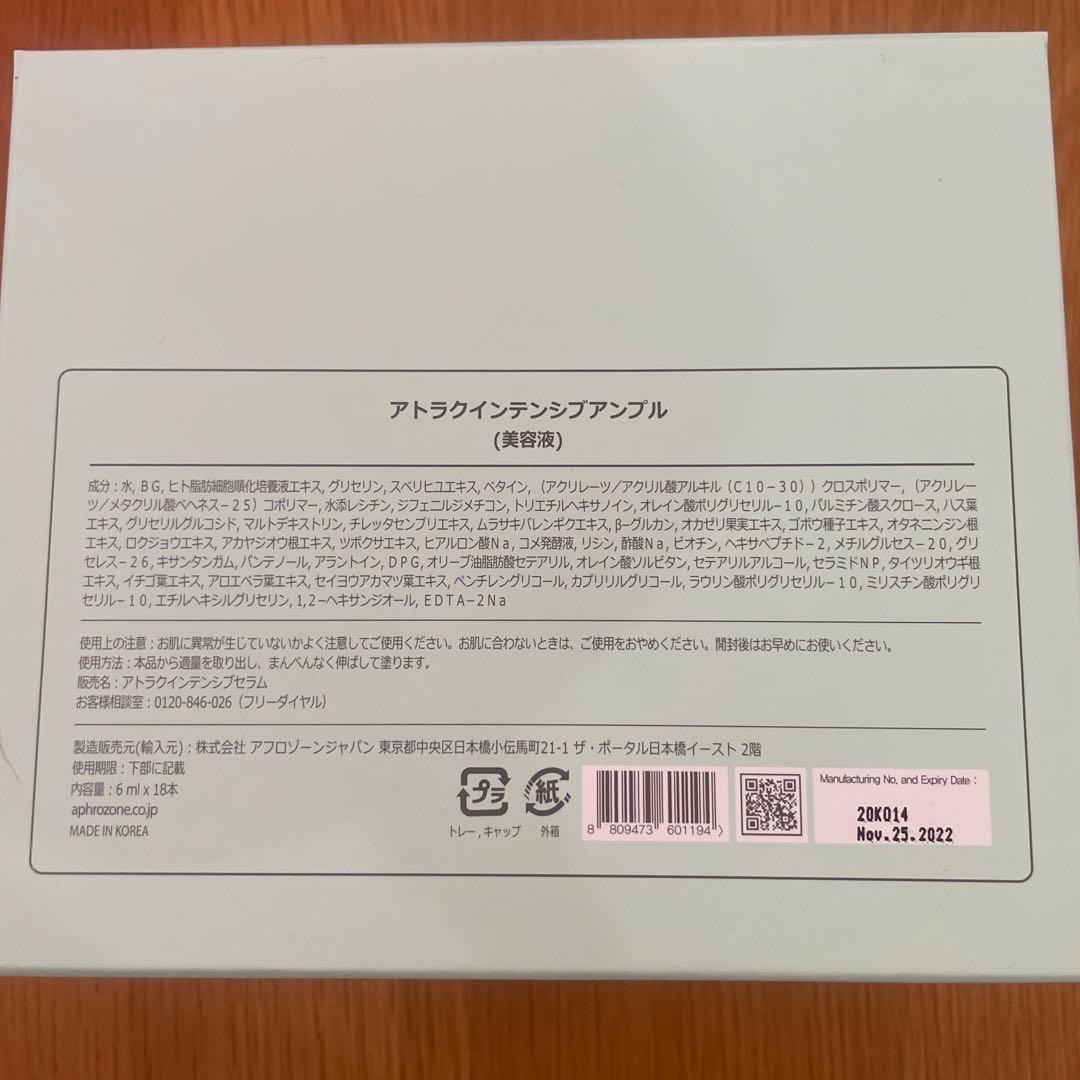 アトラクインテンシブアンプル
(美容液)
成分：水, ＢＧ, ヒト脂肪細胞順化培養液エキス, グリセリン, スベリヒユエキス, ベタイン,（アクリレーツ／アクリル酸アルキル（Ｃ１０－３０））クロスポリマー,（アクリレー
ツ／メタクリル酸ベヘネス－２５）コポリマー, 水添レシチン, ジフェニルジメチコン, トリエチルヘキサノイン, オレイン酸ポリグリセリル－１０, パルミチン酸スクロース, ハス葉
エキス, グリセリルグルコシド, マルトデキストリン, チレッタセンブリエキス, ムラサキバレンギクエキス, β－グルカン, オカゼリ果実エキス, ゴボウ種子エキス, オタネニンジン根
エキス, ロクジョウエキス, アカヤジオウ根エキス, ツボクサエキス, ヒアルロン酸Ｎａ, コメ発酵液, リシン, 酢酸Ｎａ, ビオチン, ヘキサペプチド－２, メチルグルセス－２０, グリ
セレス－２６, キサンタンガム, パンテノール, アラントイン, ＤＰＧ, オリーブ油脂肪酸セテアリル, オレイン酸ソルビタン, セテアリルアルコール, セラミドＮＰ, タイツリオウギ根
エキス, イチゴ葉エキス, アロエベラ葉エキス, セイヨウアカマツ葉エキス, ペンチレングリコール, カプリリルグリコール, ラウリン酸ポリグリセリル－１０, ミリスチン酸ポリグリ
セリル－１０, エチルヘキシルグリセリン, １,２－ヘキサンジオール, ＥＤＴＡ－２Ｎａ
使用上の注意：お肌に異常が生じていないかよく注意してご使用ください。お肌に合わないときは、ご使用をおやめください。開封後はお早めにお使いください。
使用方法：本品から適量を取り出し、まんべんなく伸ばして塗ります。
販売名：アトラクインテンシブセラム
お客様相談室：0120-846-026（フリーダイヤル）
製造販売元(輸入元)：株式会社 アフロゾーンジャパン 東京都中央区日本橋小伝馬町21-1 ザ・ポータル日本橋イースト 2階
使用期限：下部に記載
内容量：6 ml x 18本
aphrozone.co.jp
MADE IN KOREA
プラ
トレー , キャップ
紙
外箱
8 809473 601194
Manufacturing No, and Expiry Date :
20K014
Nov.25.2022